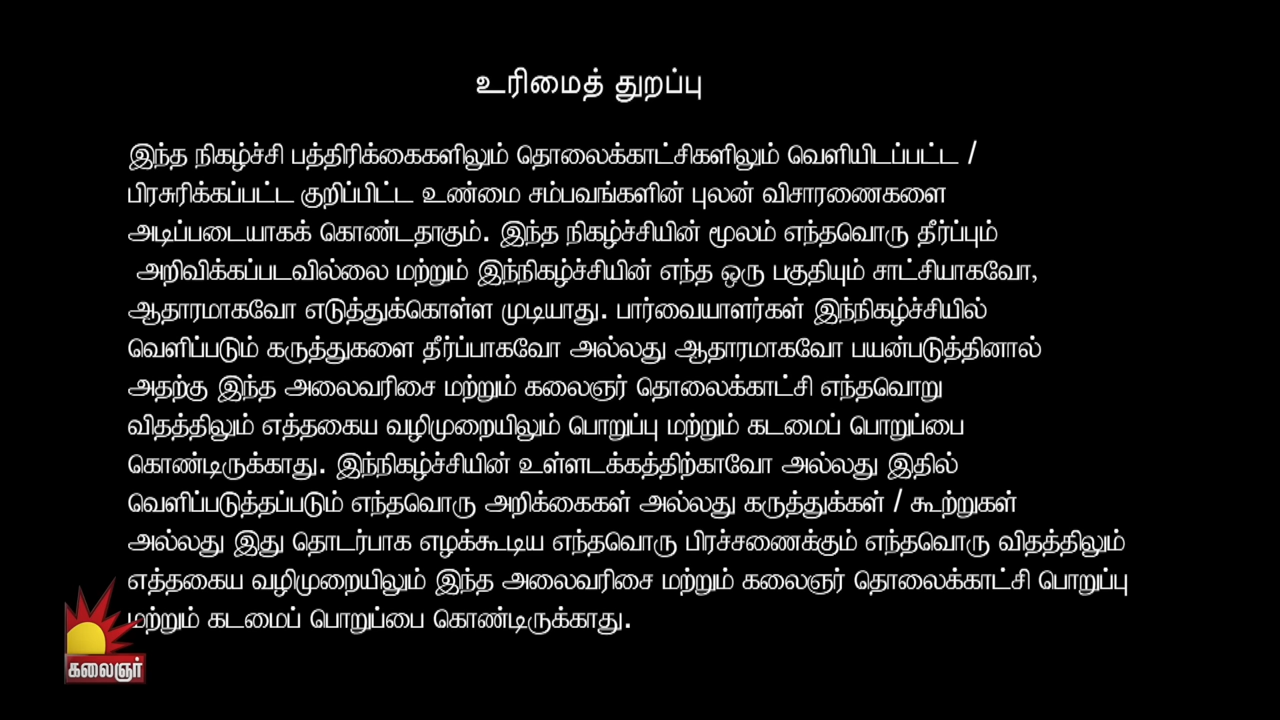 உரிமைத் துறப்பு
இந்த நிகழ்ச்சி பத்திரிக்கைகளிலும் தொலைக்காட்சிகளிலும் வெளியிடப்பட்ட /
பிரசுரிக்கப்பட்ட குறிப்பிட்ட உண்மை சம்பவங்களின் புலன் விசாரணைகளை
அடிப்படையாகக் கொண்டதாகும். இந்த நிகழ்ச்சியின் மூலம் எந்தவொரு தீர்ப்பும்
அறிவிக்கப்படவில்லை மற்றும் இந்நிகழ்ச்சியின் எந்த ஒரு பகுதியும் சாட்சியாகவோ,
ஆதாரமாகவோ எடுத்துக்கொள்ள முடியாது. பார்வையாளர்கள் இந்நிகழ்ச்சியில்
வெளிப்படும் கருத்துகளை தீர்ப்பாகவோ அல்லது ஆதாரமாகவோ பயன்படுத்தினால்
அதற்கு இந்த அலைவரிசை மற்றும் கலைஞர் தொலைக்காட்சி எந்தவொறு
விதத்திலும் எத்தகைய வழிமுறையிலும் பொறுப்பு மற்றும் கடமைப் பொறுப்பை
கொண்டிருக்காது. இந்நிகழ்ச்சியின் உள்ளடக்கத்திற்காவோ அல்லது இதில்
வெளிப்படுத்தப்படும் எந்தவொரு அறிக்கைகள் அல்லது கருத்துக்கள் / கூற்றுகள்
அல்லது இது தொடர்பாக எழக்கூடிய எந்தவொரு பிரச்சணைக்கும் எந்தவொரு விதத்திலும்
எத்தகைய வழிமுறையிலும் இந்த அலைவரிசை மற்றும் கலைஞர் தொலைக்காட்சி பொறுப்பு
மற்றும் கடமைப் பொறுப்பை கொண்டிருக்காது.
கலைஞர்